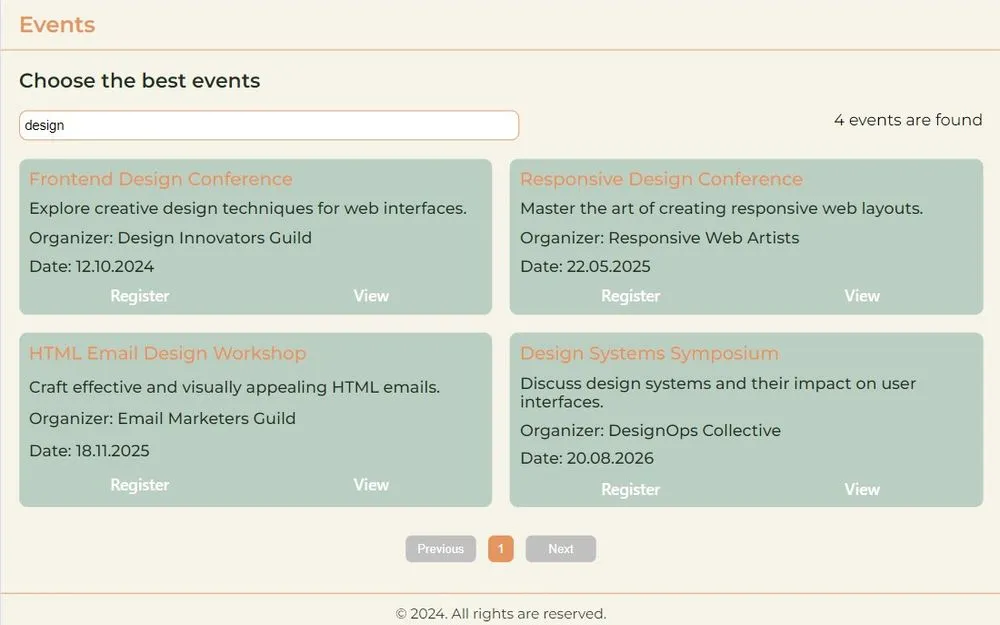 Events
Choose the best events
design
4 events are found
Frontend Design Conference
Explore creative design techniques for web interfaces.
Organizer: Design Innovators Guild
Date: 12.10.2024
Register View
Responsive Design Conference
Master the art of creating responsive web layouts.
Organizer: Responsive Web Artists
Date: 22.05.2025
Register View
HTML Email Design Workshop
Craft effective and visually appealing HTML emails.
Organizer: Email Marketers Guild
Date: 18.11.2025
Register View
Design Systems Symposium
Discuss design systems and their impact on user
interfaces.
Organizer: DesignOps Collective
Date: 20.08.2026
Register View
Previous 1 Next
© 2024. All rights are reserved.